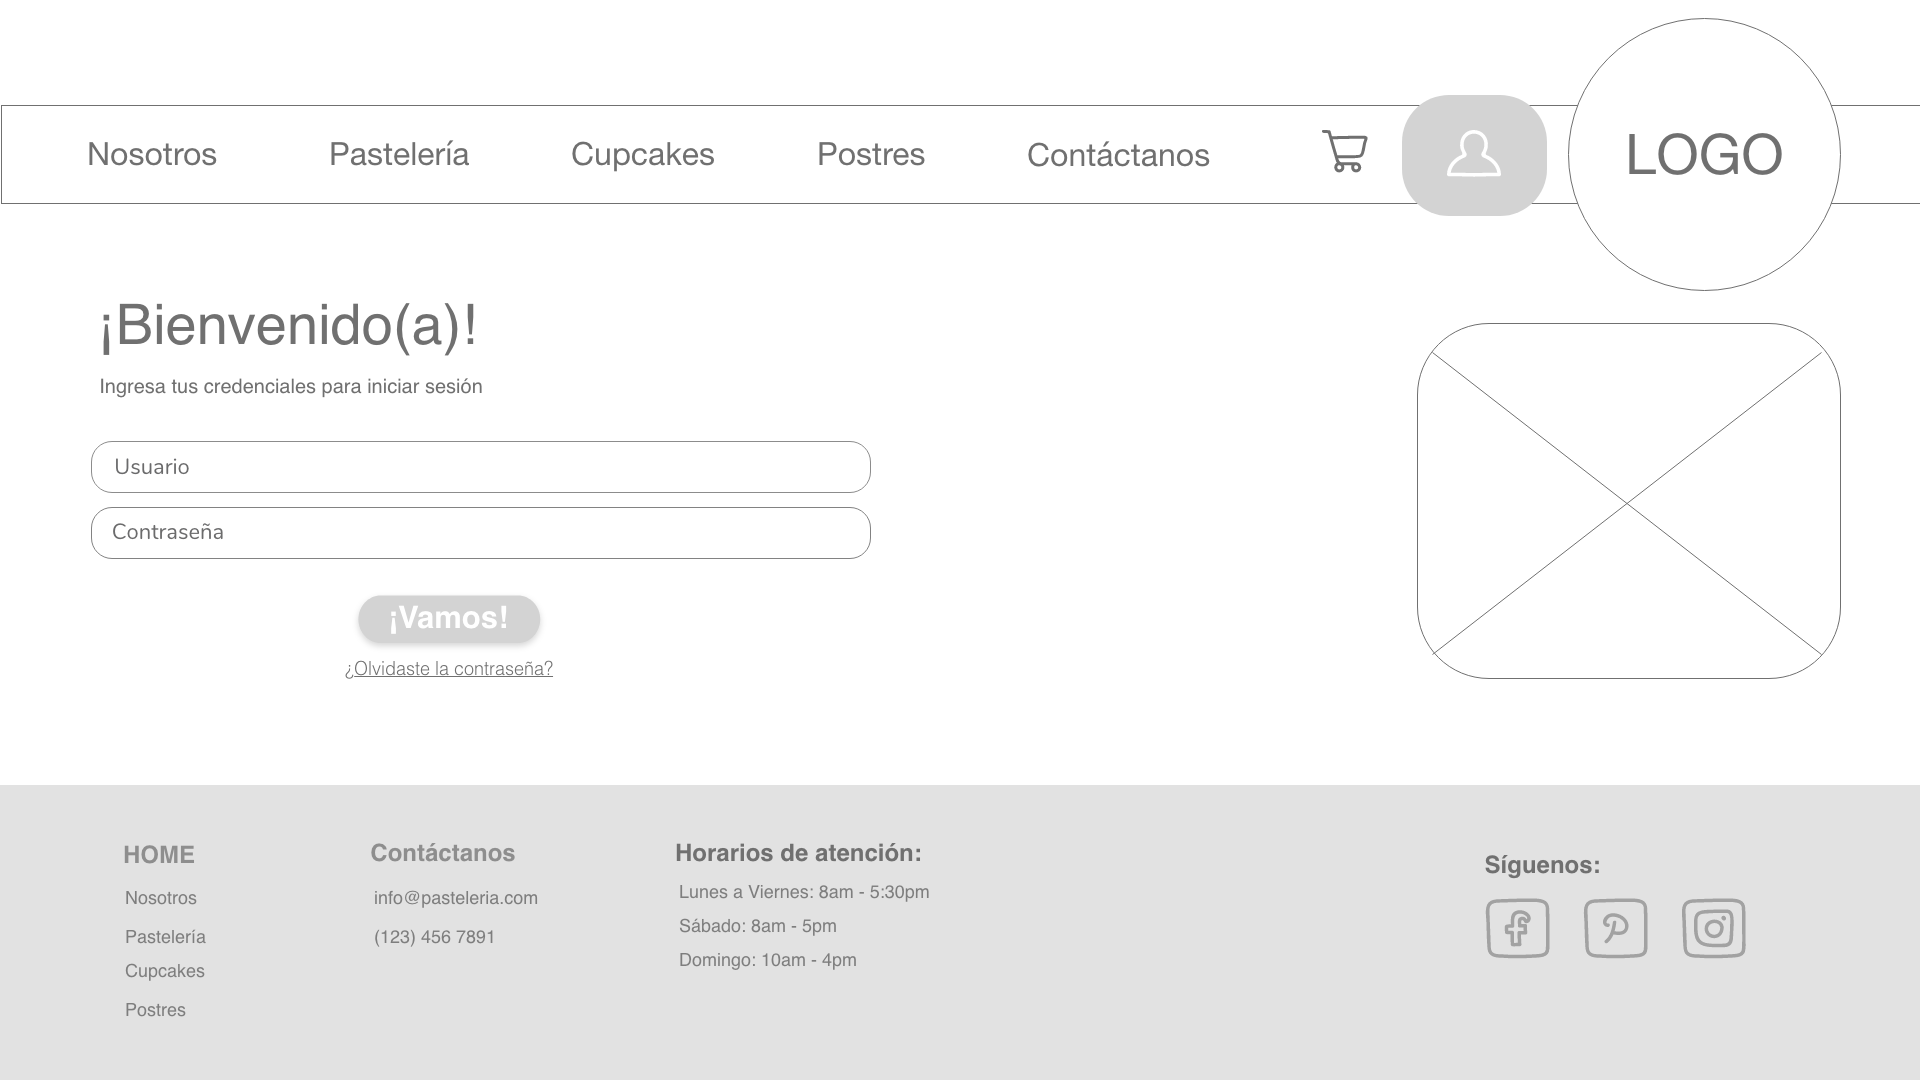 Nosotros
Pastelería
Cupcakes
Postres
Contáctanos
LOGO
¡Bienvenido(a)!
Ingresa tus credenciales para iniciar sesión
Usuario
Contraseña
¡Vamos!
¿Olvidaste la contraseña?
HOME
Nosotros
Pastelería
Cupcakes
Postres
Contáctanos
info@pasteleria.com
(123) 456 7891
Horarios de atención:
Lunes a Viernes: 8am - 5:30pm
Sábado: 8am - 5pm
Domingo: 10am - 4pm
Síguenos: